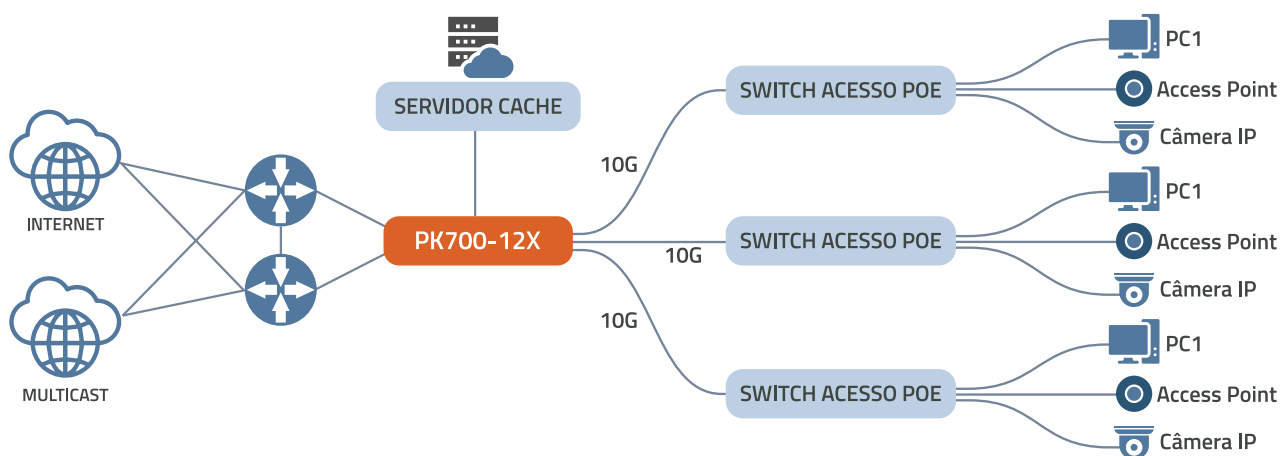 INTERNET
MULTICAST
SERVIDOR CACHE
PK700-12X
10G
10G
10G
SWITCH ACESSO POE
PC1
Access Point
Câmera IP
SWITCH ACESSO POE
PC1
Access Point
Câmera IP
SWITCH ACESSO POE
PC1
Access Point
Câmera IP